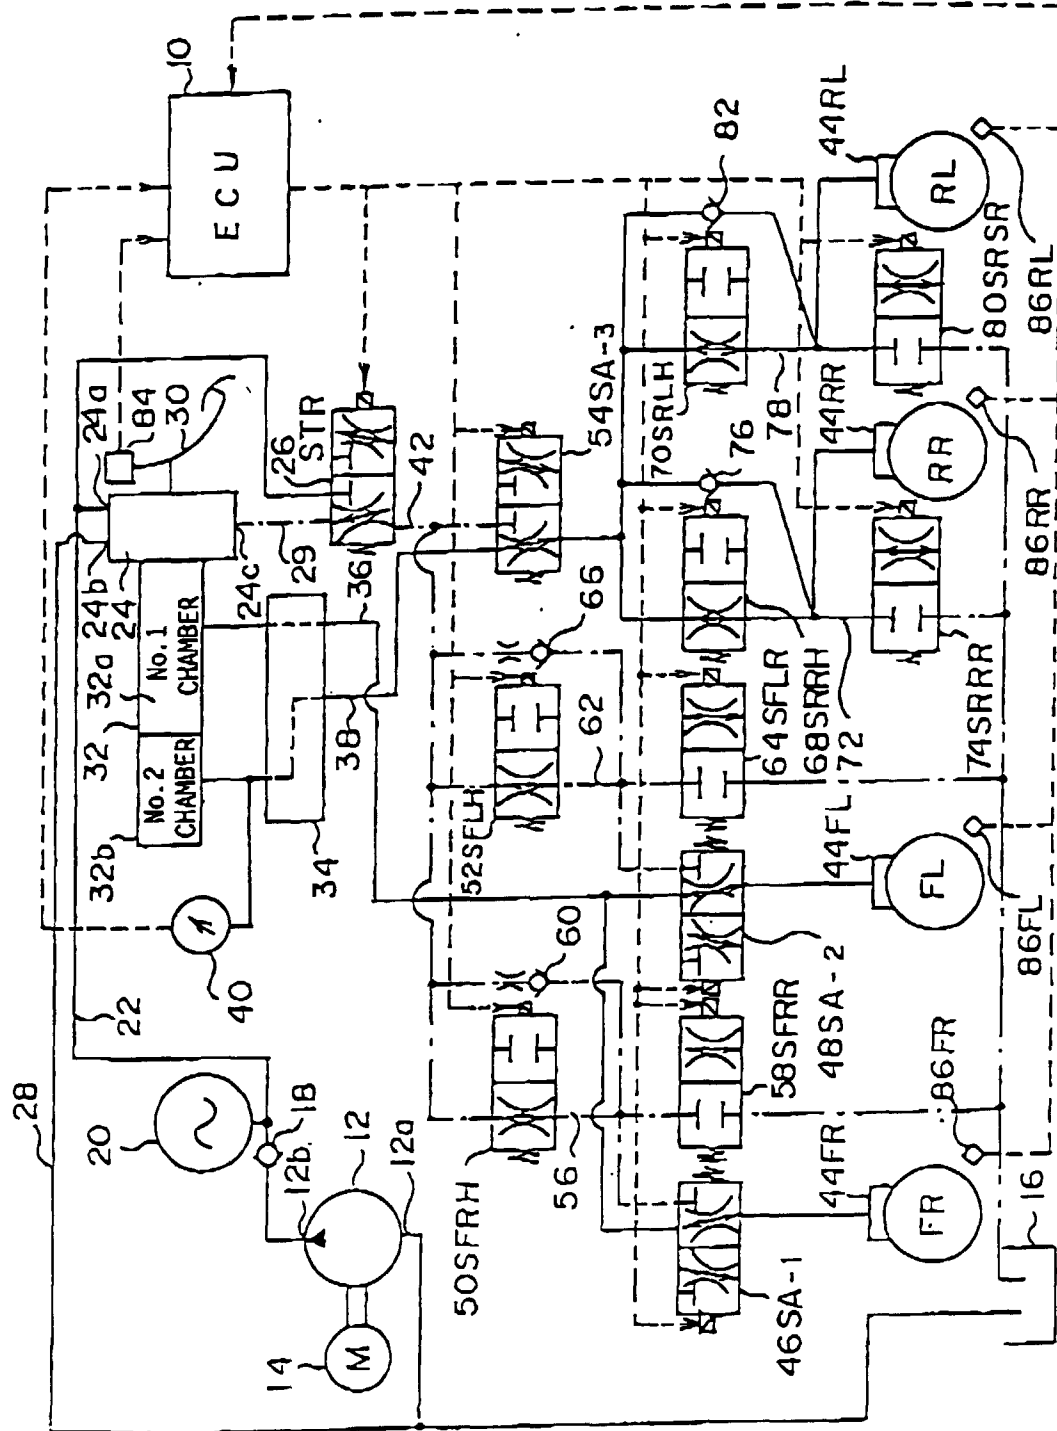 10
ECU
24a
84
30
24b
24
32a
32
32b
No.1
CHAMBER
No.2
CHAMBER
26
STR
24c
29
36
42
38
34
40
22
28
20
18
12b
12
12a
14
M
54SA-3
82
44RL
RL
80SRSR
86RL
70SRLH
76
78
44RR
RR
86RR
74SRRR
66
62
64SFLR
68SRRH
72
52SFLH
44FL
FL
86FL
60
48SA-2
58SFRR
56
50SFRH
86FR
44FR
FR
16
46SA-1